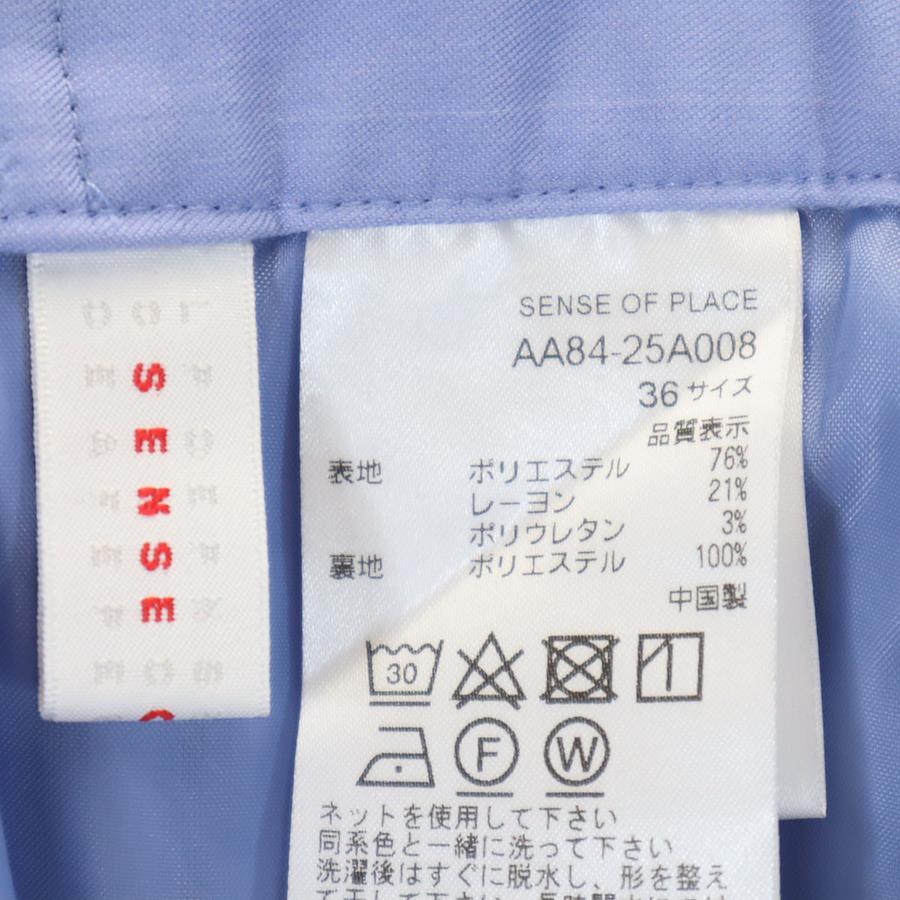 SENSE
SENSE OF PLACE
AA84-25A008
36 サイズ
品質表示
表地 ポリエステル 76%
レーヨン 21%
ポリウレタン 3%
裏地 ポリエステル 100%
中国製
30
F W
ネットを使用して下さい
同系色と一緒に洗って下さい
洗濯後はすぐに脱水し、形を整え